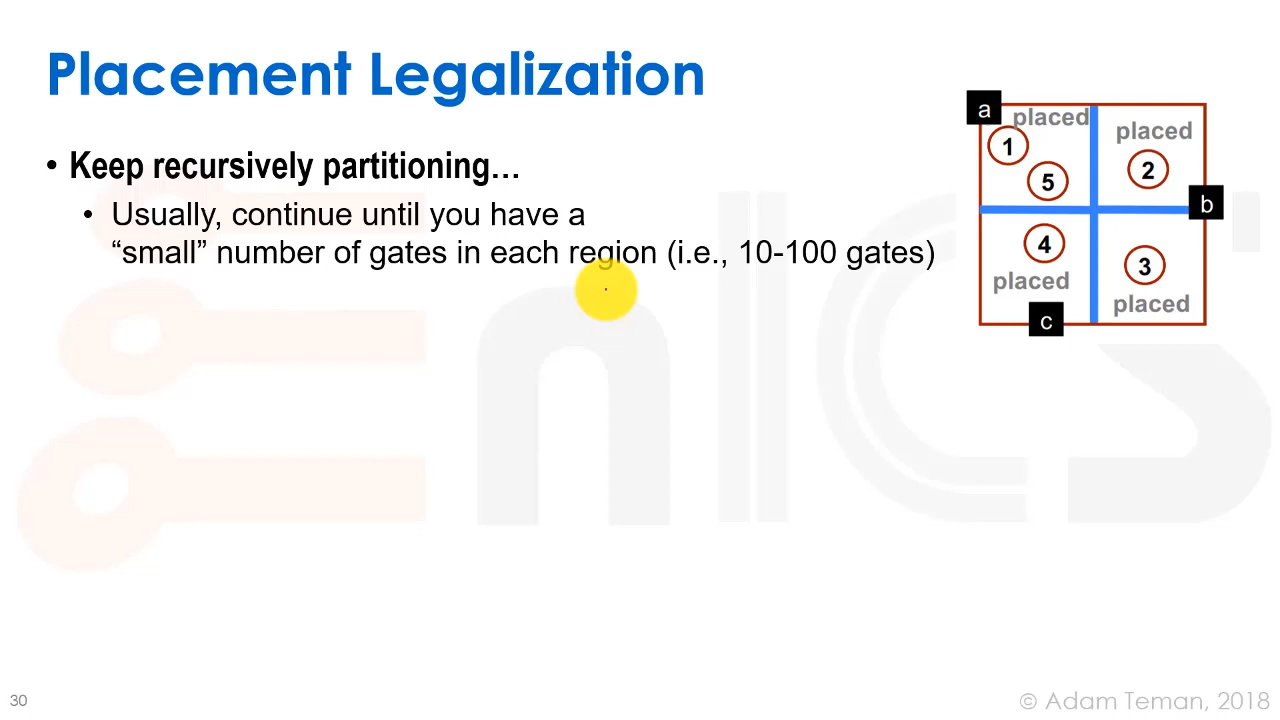 Placement Legalization
• Keep recursively partitioning…
• Usually, continue until you have a
“small” number of gates in each region (i.e., 10-100 gates)
a
placed
placed
1
5
2
b
4
3
placed
placed
c
enICS
30
© Adam Teman, 2018